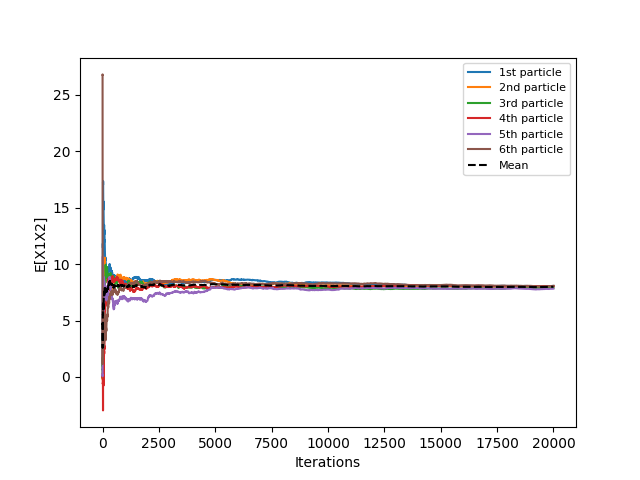 1st particle
2nd particle
3rd particle
4th particle
5th particle
6th particle
Mean
E[X1X2]
25
20
15
10
5
0
0 2500 5000 7500 10000 12500 15000 17500 20000
Iterations